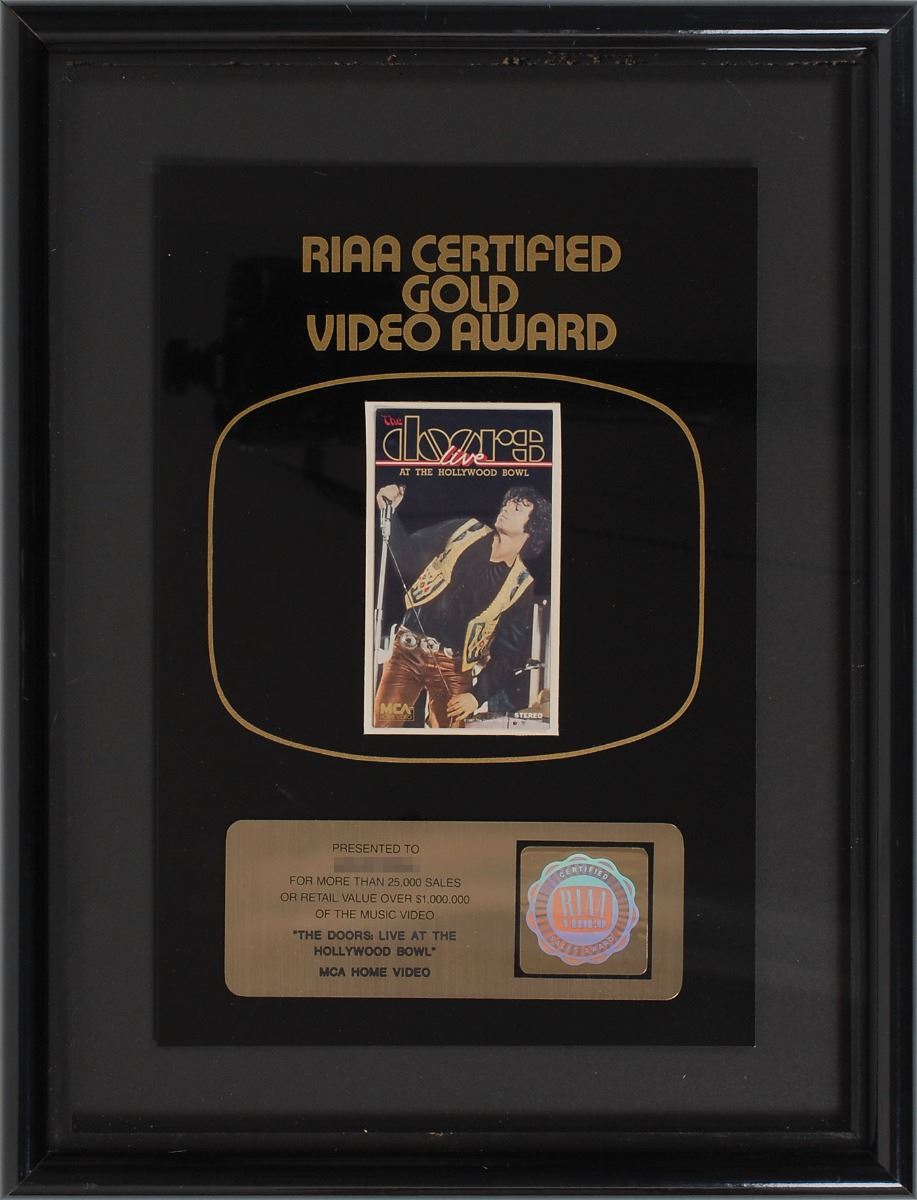 RIAA CERTIFIED
GOLD
VIDEO AWARD
The
doors
live
AT THE HOLLYWOOD BOWL
MCA
HOME VIDEO
STEREO
PRESENTED TO
FOR MORE THAN 25,000 SALES
OR RETAIL VALUE OVER $1,000,000
OF THE MUSIC VIDEO
"THE DOORS: LIVE AT THE
HOLLYWOOD BOWL"
MCA HOME VIDEO
CERTIFIED
RIAA
SALES AWARD